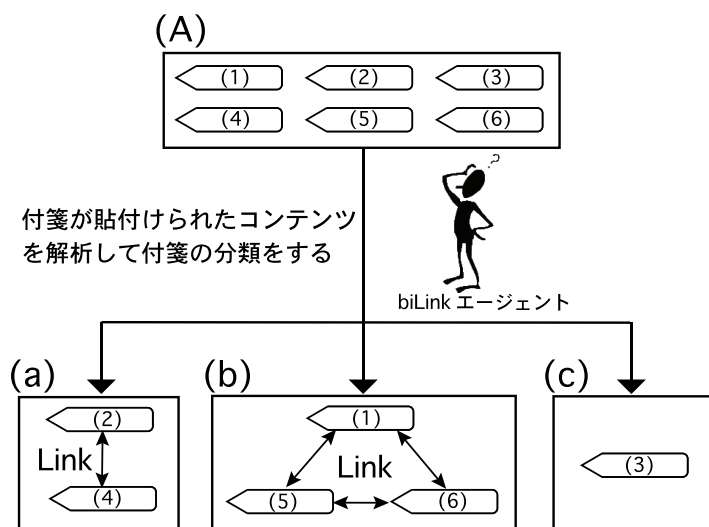 (A)
(1) (2) (3)
(4) (5) (6)
?
付箋が貼付けられたコンテンツ
を解析して付箋の分類をする
biLink エージェント
(a) (b) (c)
(2)
Link
(4)
(1)
Link
(5) (6)
(3)